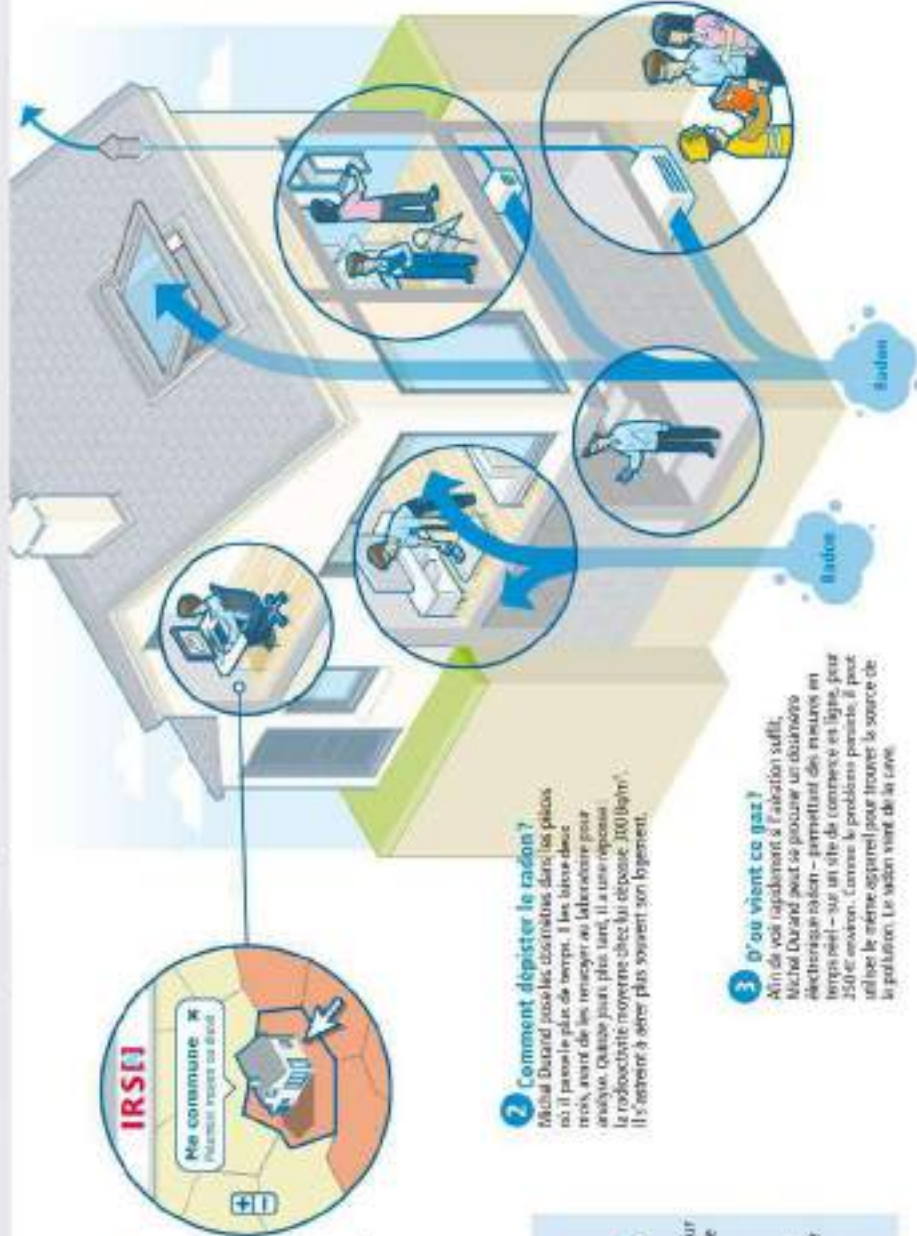 IRS[]
Ma commune ×
Potentiel moyen ou élevé
+
−
2 Comment dépister le radon ?
Michel Durand pose les dosimètres dans les pièces
où il passe le plus de temps. Il les laisse deux
mois, avant de les renvoyer au laboratoire pour
analyse. Quinze jours plus tard, il a une réponse :
la radioactivité moyenne chez lui dépasse 300 Bq/m³.
Il s'astreint à aérer plus souvent son logement.
3 D'où vient ce gaz ?
Afin de voir rapidement si l'aération suffit,
Michel Durand peut se procurer un dosimètre
électronique radon – permettant des mesures en
temps réel – sur un site de commerce en ligne, pour
250 € environ. Comme le problème persiste, il peut
utiliser le même appareil pour trouver la source de
la pollution. Le radon vient de la cave.
Radon
Radon